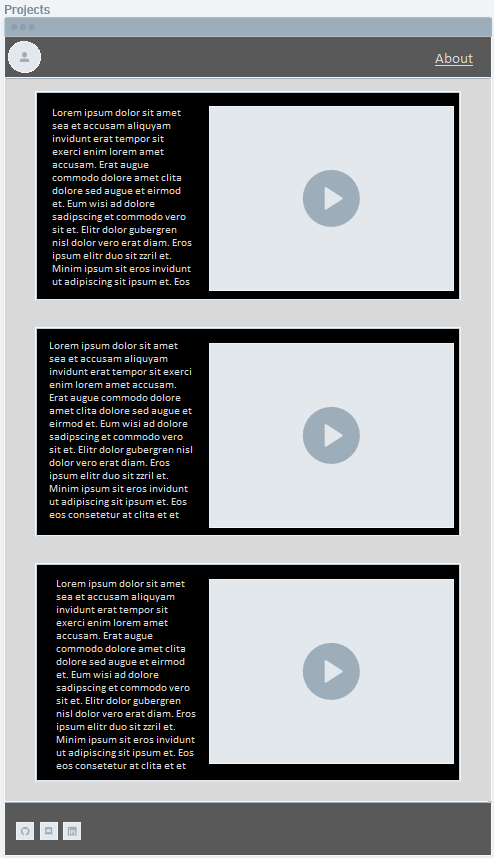 Projects
About
Lorem ipsum dolor sit amet
sea et accusam aliquyam
invidunt erat tempor sit
exerci enim lorem amet
accusam. Erat augue
commodo dolore amet clita
dolore sed augue et eirmod
et. Eum wisi ad dolore
sadipscing et commodo vero
sit et. Elitr dolor gubergren
nisl dolor vero erat diam. Eros
ipsum elitr duo sit zzril et.
Minim ipsum sit eros invidunt
ut adipiscing sit ipsum et. Eos
Lorem ipsum dolor sit amet
sea et accusam aliquyam
invidunt erat tempor sit exerci
enim lorem amet accusam.
Erat augue commodo dolore
amet clita dolore sed augue et
eirmod et. Eum wisi ad dolore
sadipscing et commodo vero
sit et. Elitr dolor gubergren nisl
dolor vero erat diam. Eros
ipsum elitr duo sit zzril et.
Minim ipsum sit eros invidunt
ut adipiscing sit ipsum et. Eos
eos consetetur at clita et et
Lorem ipsum dolor sit amet
sea et accusam aliquyam
invidunt erat tempor sit
exerci enim lorem amet
accusam. Erat augue
commodo dolore amet clita
dolore sed augue et eirmod
et. Eum wisi ad dolore
sadipscing et commodo vero
sit et. Elitr dolor gubergren
nisl dolor vero erat diam. Eros
ipsum elitr duo sit zzril et.
Minim ipsum sit eros invidunt
ut adipiscing sit ipsum et. Eos
eos consetetur at clita et et